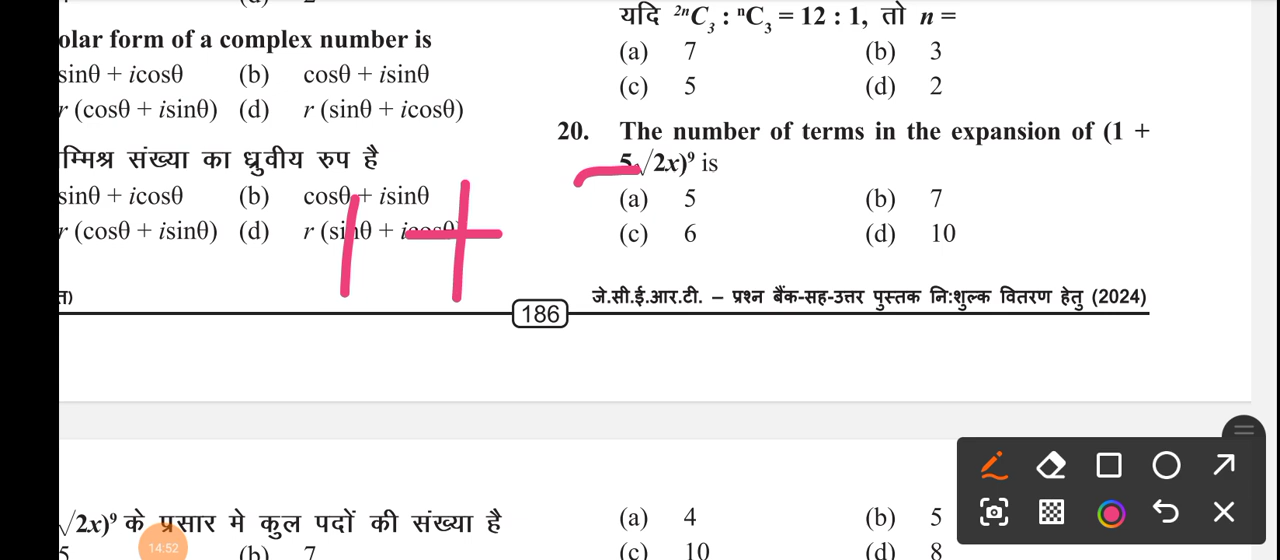 olar form of a complex number is
sinθ + icosθ (b) cosθ + isinθ
r (cosθ + isinθ) (d) r (sinθ + icosθ)
म्मिश्र संख्या का ध्रुवीय रुप है
sinθ + icosθ (b) cosθ + isinθ
r (cosθ + isinθ) (d) r (sinθ + icosθ)
1 +
यदि ²ⁿC₃ : ⁿC₃ = 12 : 1, तो n =
(a) 7 (b) 3
(c) 5 (d) 2
20. The number of terms in the expansion of (1 +
5√2x)⁹ is
(a) 5 (b) 7
(c) 6 (d) 10
186
जे.सी.ई.आर.टी. – प्रश्न बैंक-सह-उत्तर पुस्तक नि:शुल्क वितरण हेतु (2024)
√2x)⁹ के प्रसार मे कुल पदों की संख्या है
5 (b) 7
(a) 4 (b) 5
(c) 10 (d) 8
14:52